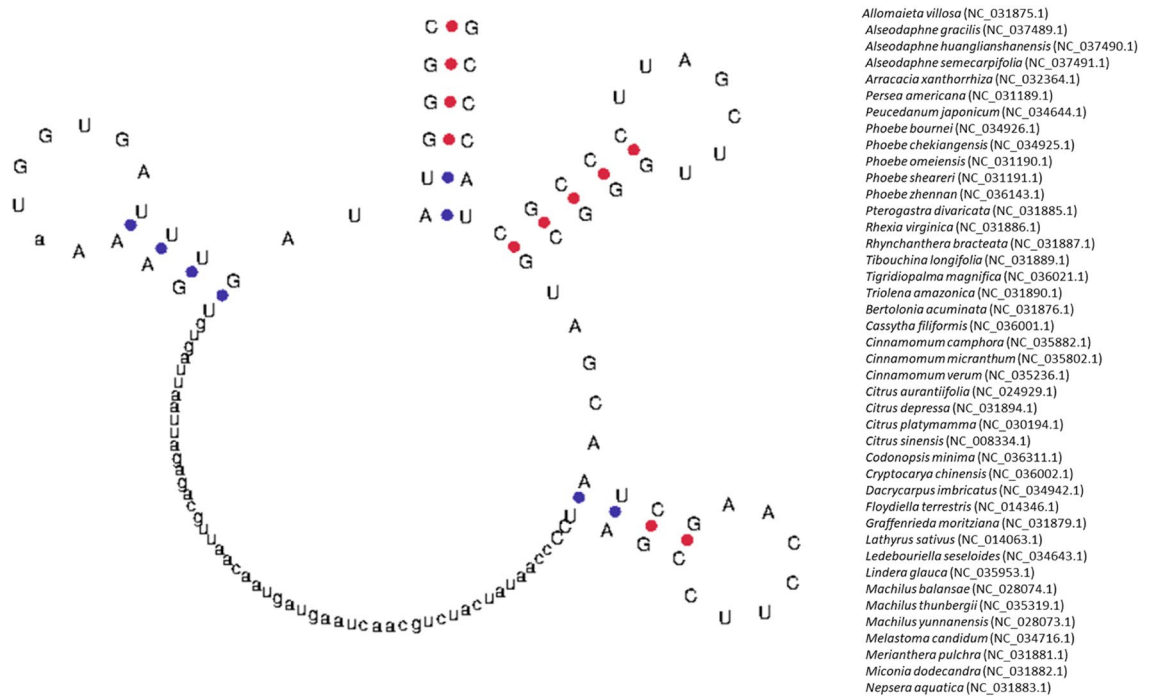 C G
G C
G C
G C
U A
A U
U
A
G
U
U
U
A
G
U
G
G
U
a
A
A
A
G
U
guga uuaauuagagacguuaacaaugaugaaucaacgucuacuauaaccCCU
A
U
C
G
A
A
C
C
U
U
C
C
G
A
A
A
C
G
A
U
G
C
G
G
G
U
U
C
G
A
U
U
C
C
C
G
C
Allomaieta villosa (NC_031875.1)
Alseodaphne gracilis (NC_037489.1)
Alseodaphne huanglianshanensis (NC_037490.1)
Alseodaphne semecarpifolia (NC_037491.1)
Arracacia xanthorrhiza (NC_032364.1)
Persea americana (NC_031189.1)
Peucedanum japonicum (NC_034644.1)
Phoebe bournei (NC_034926.1)
Phoebe chekiangensis (NC_034925.1)
Phoebe omeiensis (NC_031190.1)
Phoebe sheareri (NC_031191.1)
Phoebe zhennan (NC_036143.1)
Pterogastra divaricata (NC_031885.1)
Rhexia virginica (NC_031886.1)
Rhynchanthera bracteata (NC_031887.1)
Tibouchina longifolia (NC_031889.1)
Tigridiopalma magnifica (NC_036021.1)
Triolena amazonica (NC_031890.1)
Bertolonia acuminata (NC_031876.1)
Cassytha filiformis (NC_036001.1)
Cinnamomum camphora (NC_035882.1)
Cinnamomum micranthum (NC_035802.1)
Cinnamomum verum (NC_035236.1)
Citrus aurantiifolia (NC_024929.1)
Citrus depressa (NC_031894.1)
Citrus platymamma (NC_030194.1)
Citrus sinensis (NC_008334.1)
Codonopsis minima (NC_036311.1)
Cryptocarya chinensis (NC_036002.1)
Dacrycarpus imbricatus (NC_034942.1)
Floydiella terrestris (NC_014346.1)
Graffenrieda moritziana (NC_031879.1)
Lathyrus sativus (NC_014063.1)
Ledebouriella seseloides (NC_034643.1)
Lindera glauca (NC_035953.1)
Machilus balansae (NC_028074.1)
Machilus thunbergii (NC_035319.1)
Machilus yunnanensis (NC_028073.1)
Melastoma candidum (NC_034716.1)
Merianthera pulchra (NC_031881.1)
Miconia dodecandra (NC_031882.1)
Nepsera aquatica (NC_031883.1)